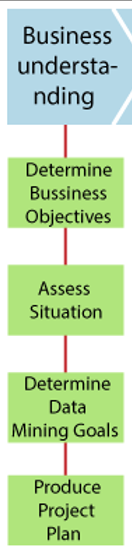 Business
understa-
nding
Determine
Bussiness
Objectives
Assess
Situation
Determine
Data
Mining Goals
Produce
Project
Plan